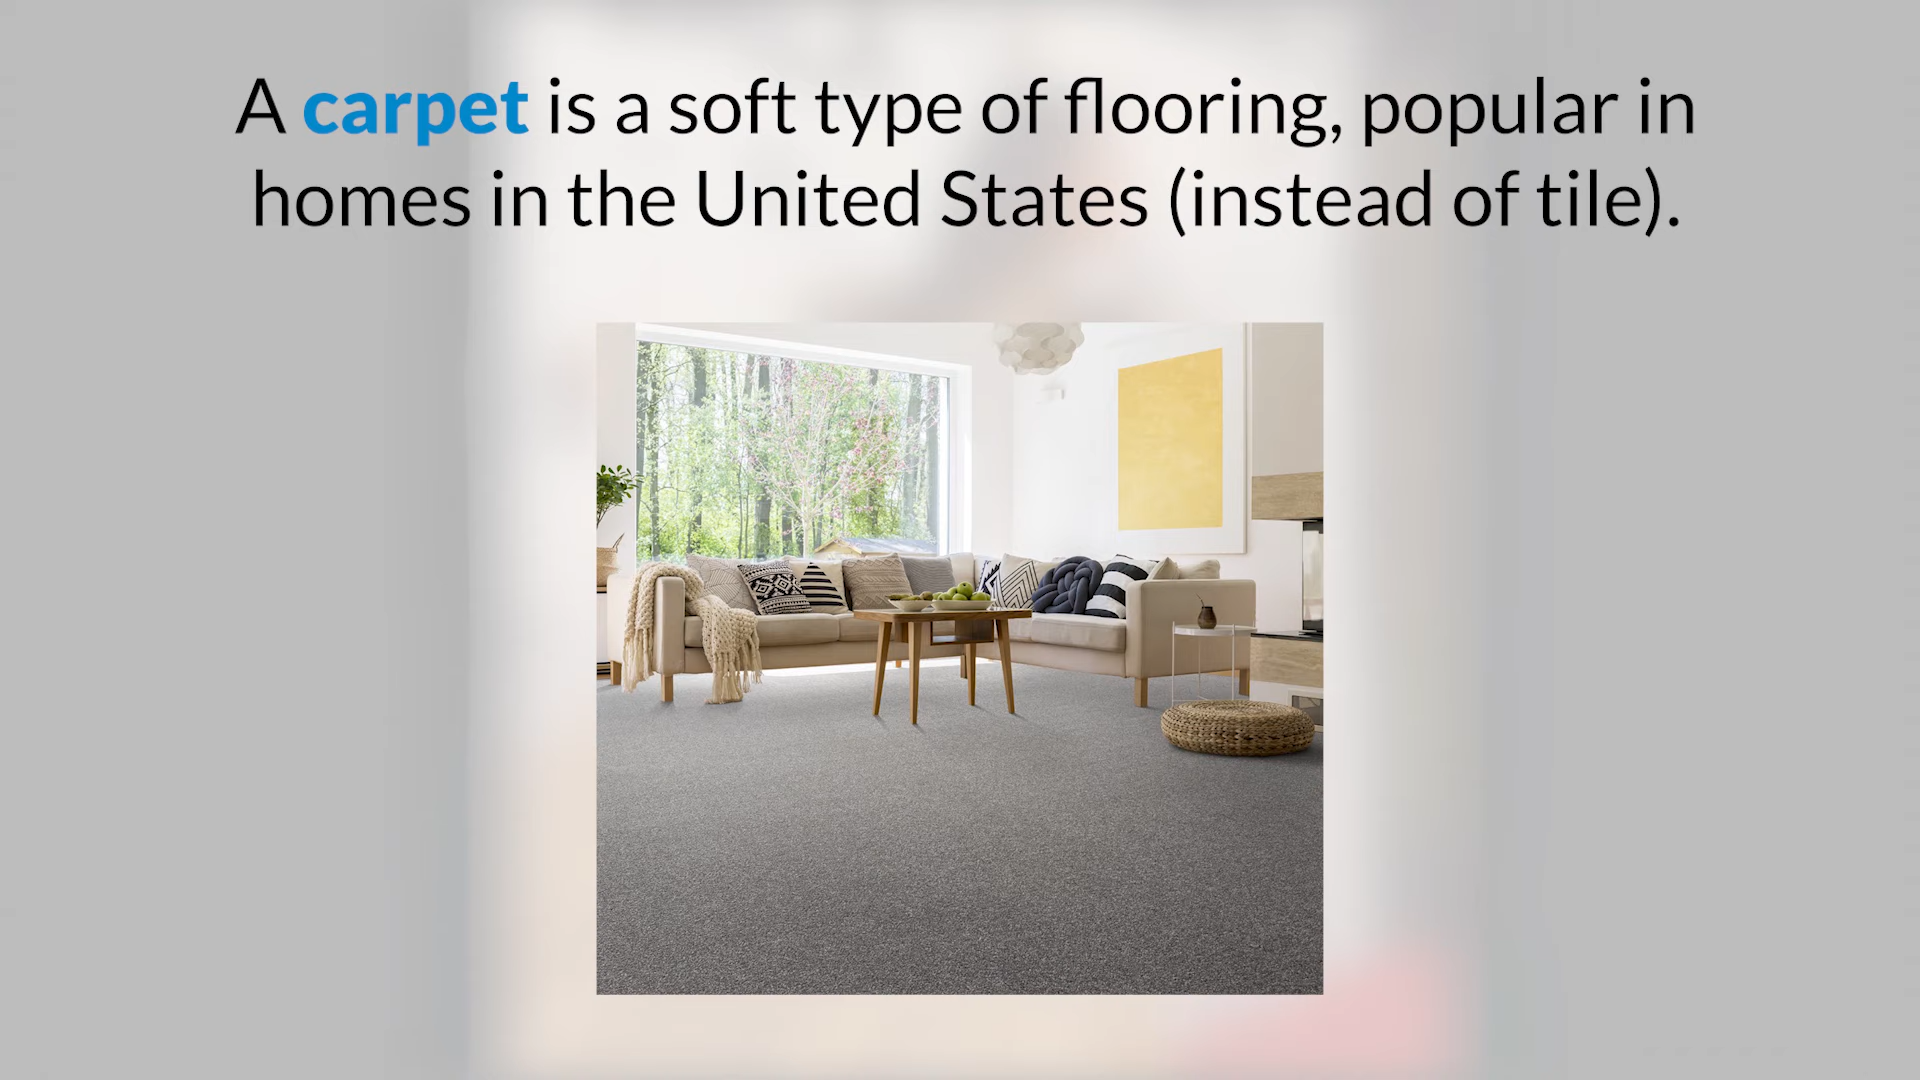 A carpet is a soft type of flooring, popular in
homes in the United States (instead of tile).